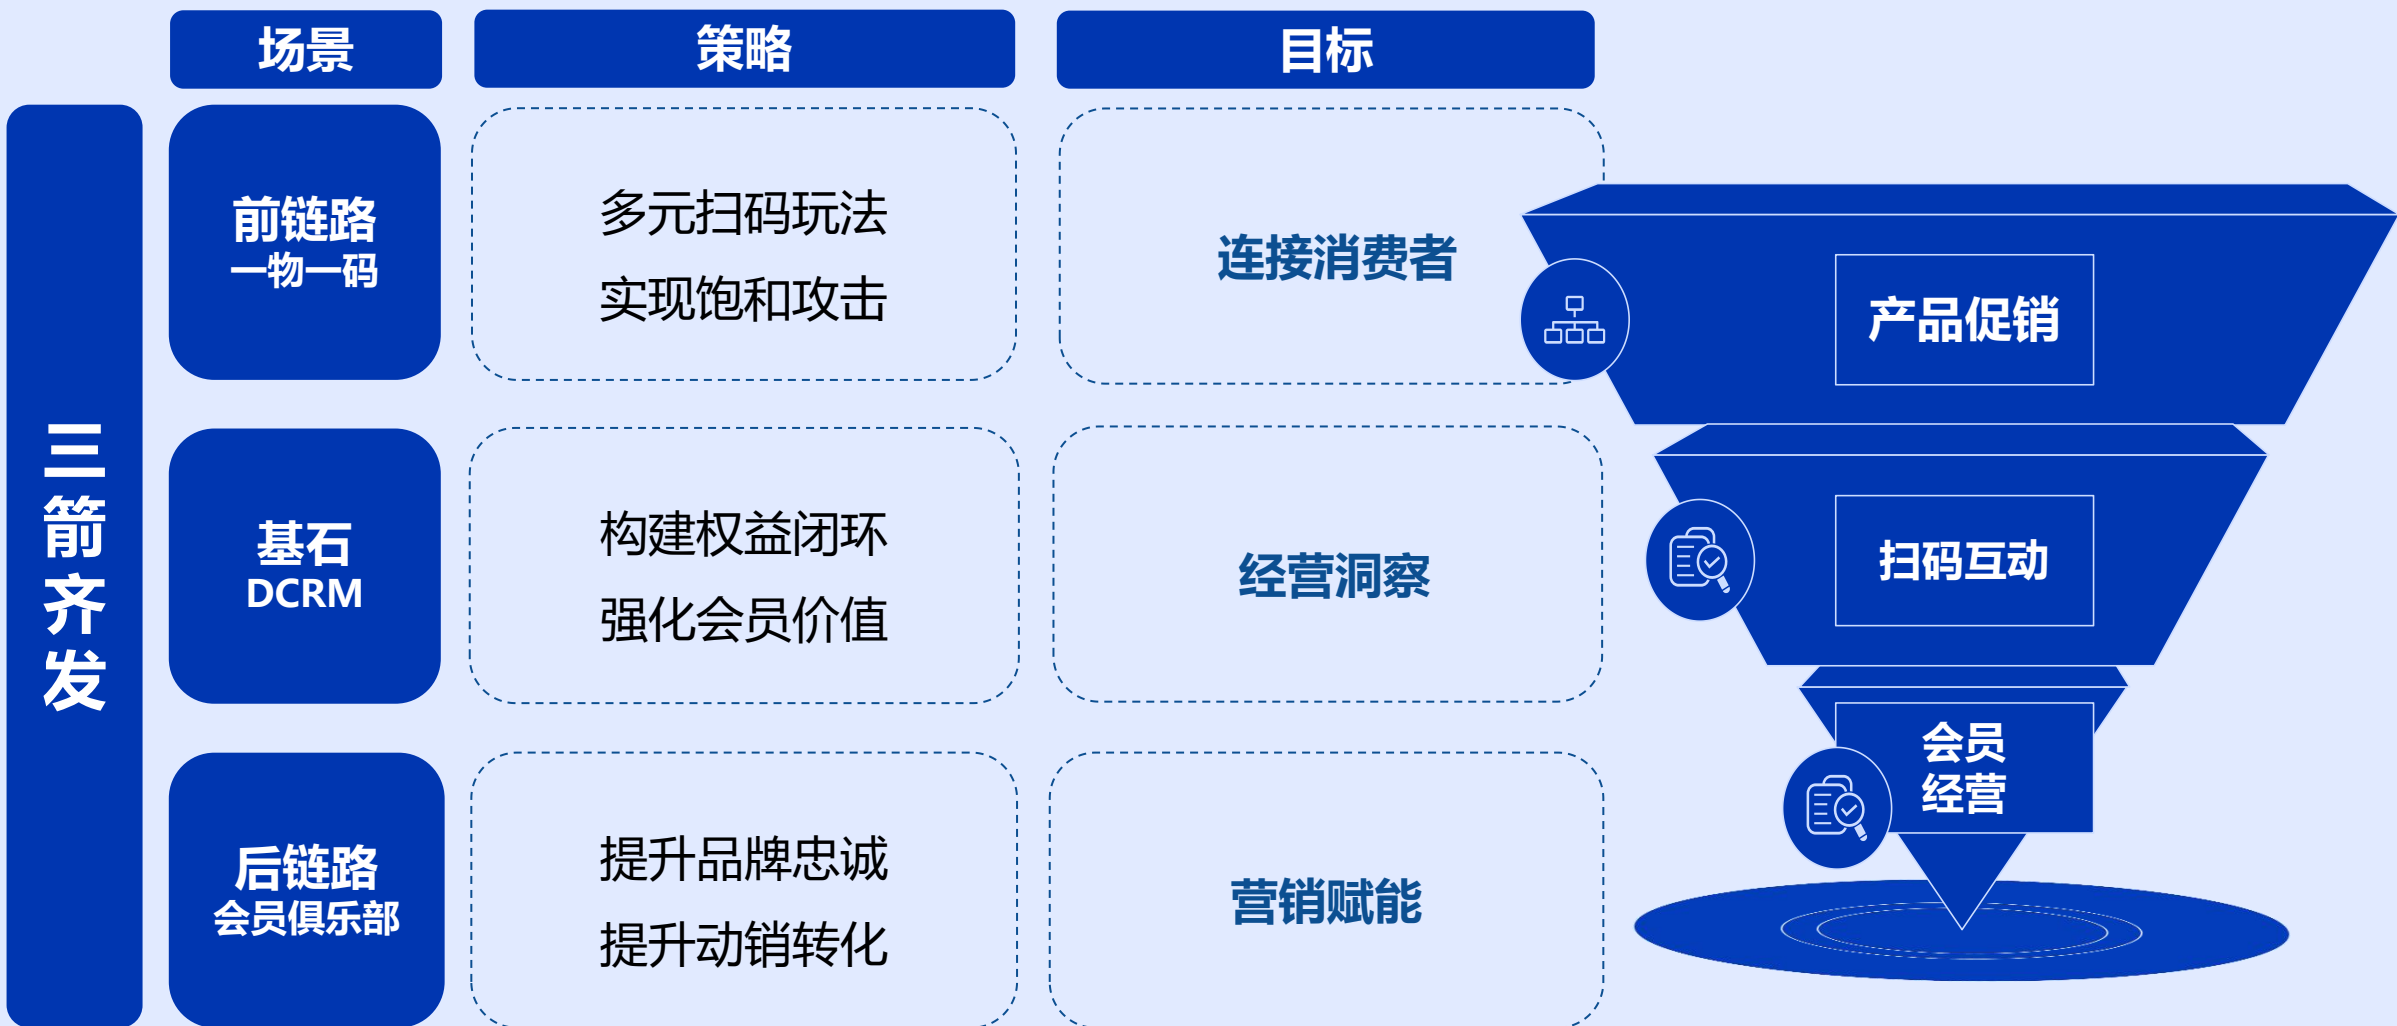 场景
策略
目标
三箭齐发
前链路
一物一码
多元扫码玩法
实现饱和攻击
连接消费者
产品促销
基石
DCRM
构建权益闭环
强化会员价值
经营洞察
扫码互动
后链路
会员俱乐部
提升品牌忠诚
提升动销转化
营销赋能
会员
经营